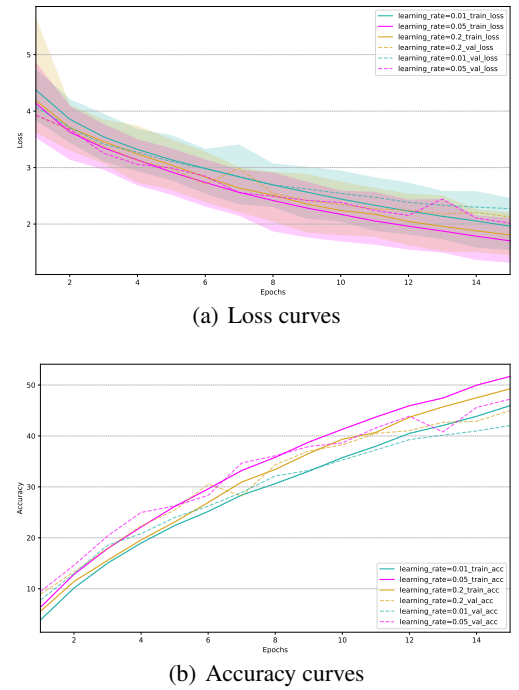 learning_rate=0.01_train_loss
learning_rate=0.05_train_loss
learning_rate=0.2_train_loss
learning_rate=0.2_val_loss
learning_rate=0.01_val_loss
learning_rate=0.05_val_loss
5
4
3
2
Loss
2 4 6 8 10 12 14
Epochs
(a) Loss curves
50
40
30
20
10
Accuracy
learning_rate=0.01_train_acc
learning_rate=0.05_train_acc
learning_rate=0.2_train_acc
learning_rate=0.2_val_acc
learning_rate=0.01_val_acc
learning_rate=0.05_val_acc
2 4 6 8 10 12 14
Epochs
(b) Accuracy curves